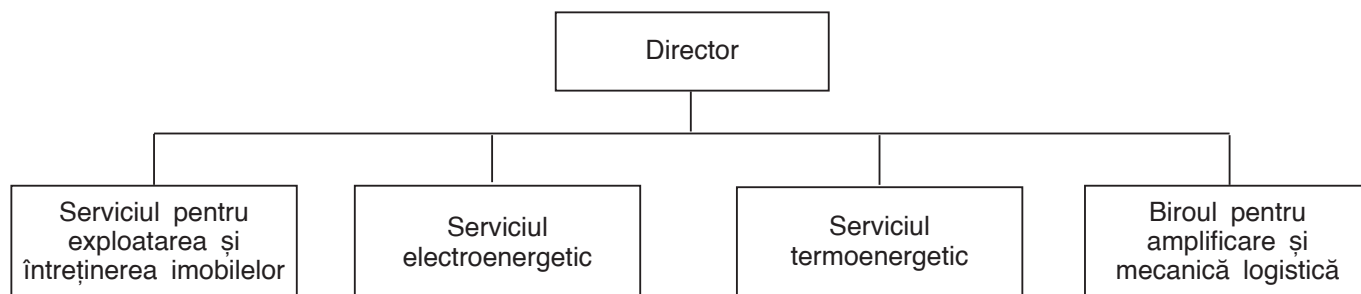 Director
Serviciul pentru
exploatarea și
întreținerea imobilelor
Serviciul
electroenergetic
Serviciul
termoenergetic
Biroul pentru
amplificare și
mecanică logistică